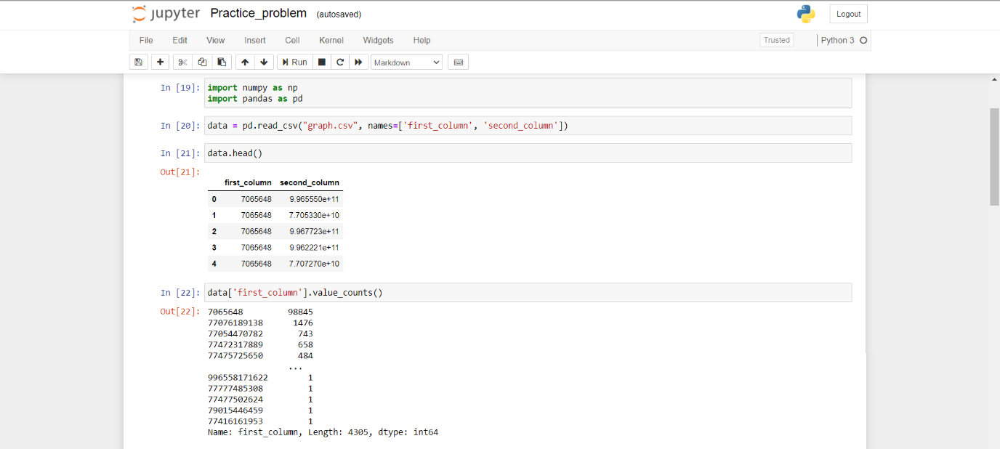 jupyter Practice_problem (autosaved) Logout
File Edit View Insert Cell Kernel Widgets Help Trusted Python 3
Run Markdown
In [19]: import numpy as np
import pandas as pd
In [20]: data = pd.read_csv("graph.csv", names=['first_column', 'second_column'])
In [21]: data.head()
Out[21]:
first_column second_column
0 7065648 9.965550e+11
1 7065648 7.705330e+10
2 7065648 9.967723e+11
3 7065648 9.962221e+11
4 7065648 7.707270e+10
In [22]: data['first_column'].value_counts()
Out[22]: 7065648 98845
77076189138 1476
77054470782 743
77472317889 658
77475725650 484
...
996558171622 1
77777485308 1
77477502624 1
79015446459 1
77416161953 1
Name: first_column, Length: 4305, dtype: int64